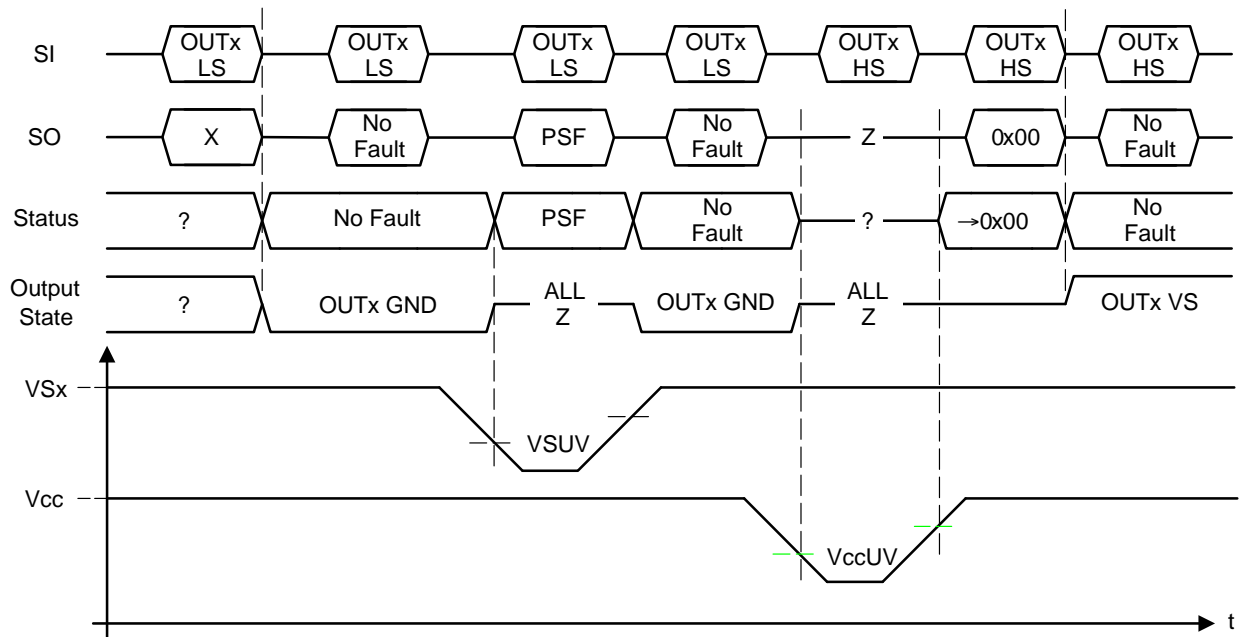 SI
OUTx
LS
OUTx
LS
OUTx
LS
OUTx
LS
OUTx
HS
OUTx
HS
OUTx
HS
SO
X
No
Fault
PSF
No
Fault
Z
0x00
No
Fault
Status
?
No Fault
PSF
No
Fault
?
→0x00
No
Fault
Output
State
?
OUTx GND
ALL
Z
OUTx GND
ALL
Z
OUTx VS
VSx
VSUV
Vcc
VccUV
t